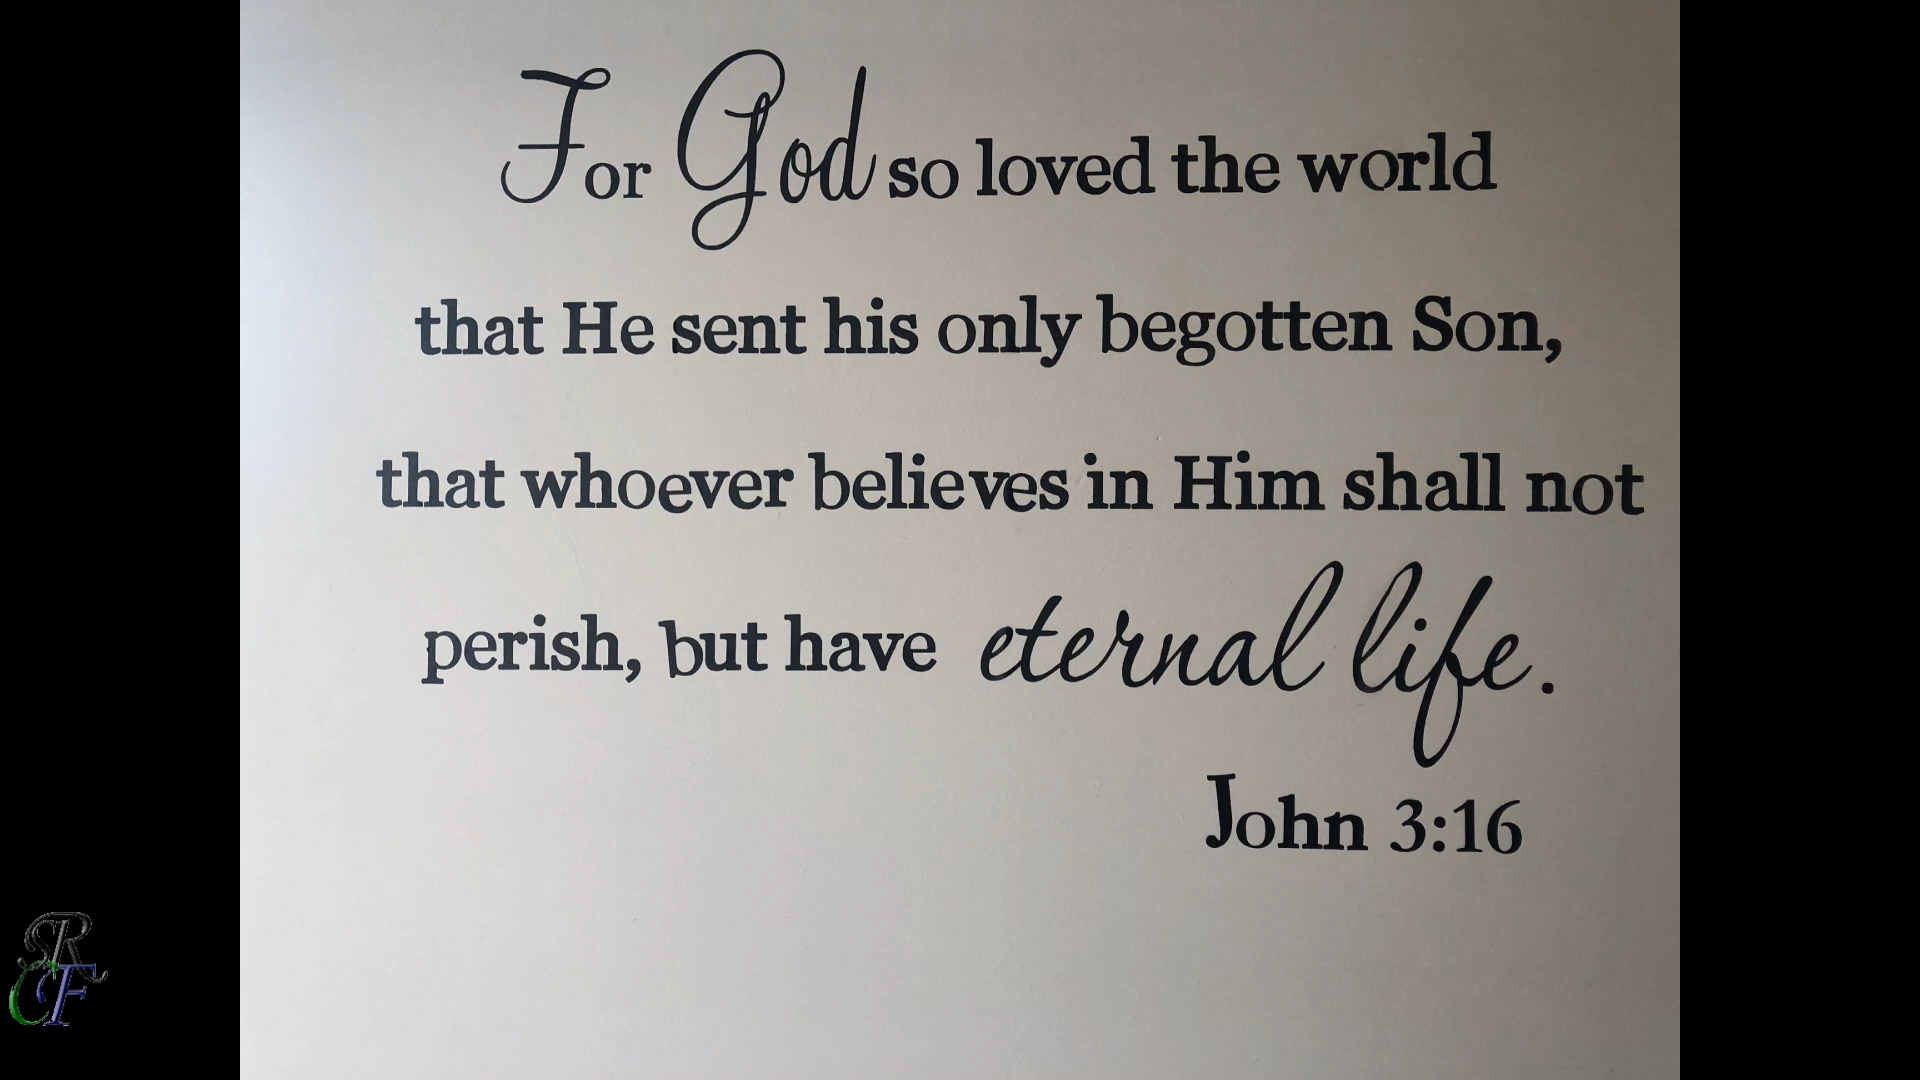 For God so loved the world
that He sent his only begotten Son,
that whoever believes in Him shall not
perish, but have eternal life.
John 3:16
R
CF